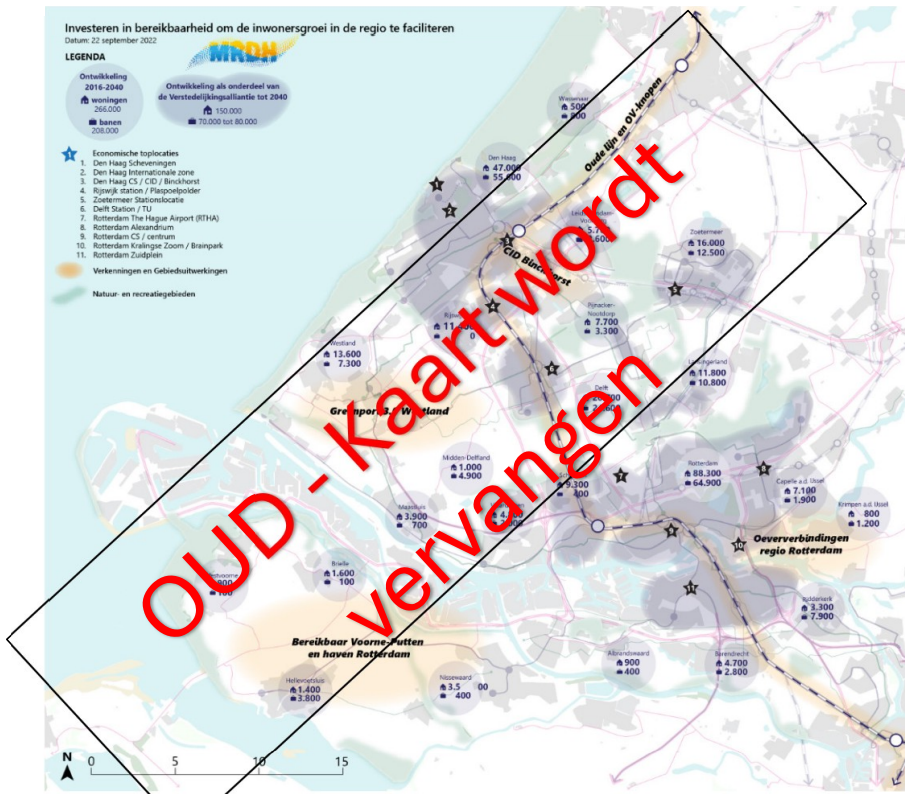 Investeren in bereikbaarheid om de inwonersgroei in de regio te faciliteren
Datum: 22 september 2022
MRDH
LEGENDA
Ontwikkeling
2016-2040
woningen
266.000
banen
208.000
Ontwikkeling als onderdeel van
de Verstedelijkingsalliantie tot 2040
150.000
70.000 tot 80.000
1 Economische toplocaties
1. Den Haag Scheveningen
2. Den Haag Internationale zone
3. Den Haag CS / CID / Binckhorst
4. Rijswijk station / Plaspoelpolder
5. Zoetermeer Stationslocatie
6. Delft Station / TU
7. Rotterdam The Hague Airport (RTHA)
8. Rotterdam Alexandrium
9. Rotterdam CS / centrum
10. Rotterdam Kralingse Zoom / Brainpark
11. Rotterdam Zuidplein
Verkenningen en Gebiedsuitwerkingen
Natuur- en recreatiegebieden
OUD - Kaart wordt
vervangen
Wassenaar
500
800
Oude lijn en OV-knopen
Den Haag
47.000
CID Binckhorst
Zoetermeer
16.000
12.500
Pijnacker-
Nootdorp
7.700
3.300
Westland
13.600
7.300
11.800
10.800
Delft
Midden-Delfland
1.000
4.900
Rotterdam
88.300
64.900
Capelle a.d. IJssel
7.100
1.900
Krimpen a.d. IJssel
800
1.200
Oeververbindingen
regio Rotterdam
Maassluis
3.900
700
9.300
400
Brielle
1.600
100
Bereikbaar Voorne-Putten
en haven Rotterdam
Ridderkerk
3.300
7.900
Albrandswaard
900
400
Barendrecht
4.700
2.800
Hellevoetsluis
1.400
3.800
Nissewaard
3.5 00
400
N
0 5 10 15